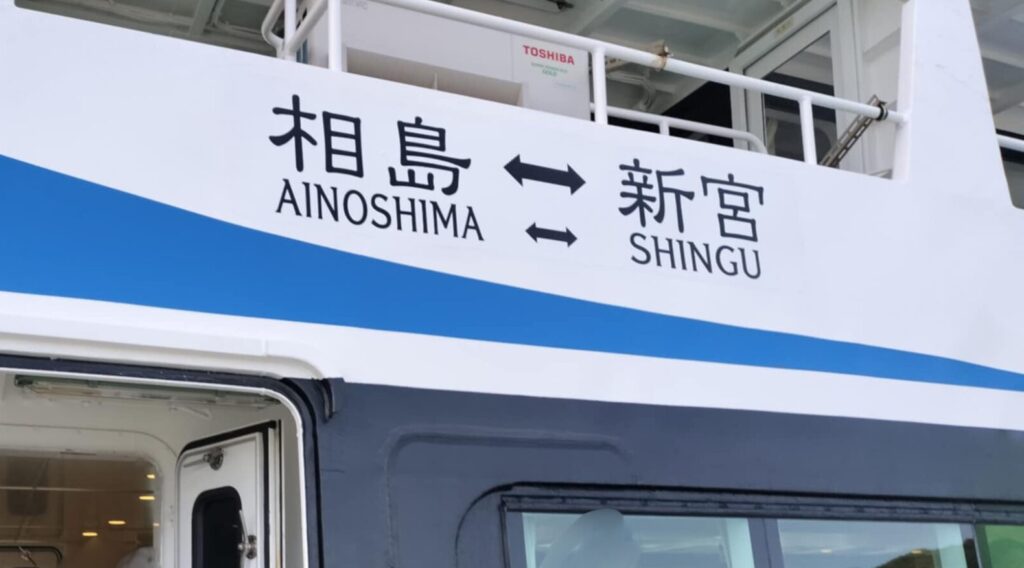 TOSHIBA
相島 ↔ 新宮
AINOSHIMA ↔ SHINGU